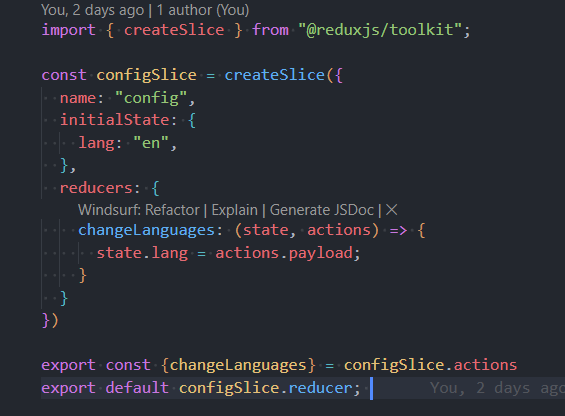 You, 2 days ago | 1 author (You)
import { createSlice } from "@reduxjs/toolkit";
const configSlice = createSlice({
name: "config",
initialState: {
lang: "en",
},
reducers: {
Windsurf: Refactor | Explain | Generate JSDoc | ✕
changeLanguages: (state, actions) => {
state.lang = actions.payload;
}
}
})
export const {changeLanguages} = configSlice.actions
export default configSlice.reducer; You, 2 days ago